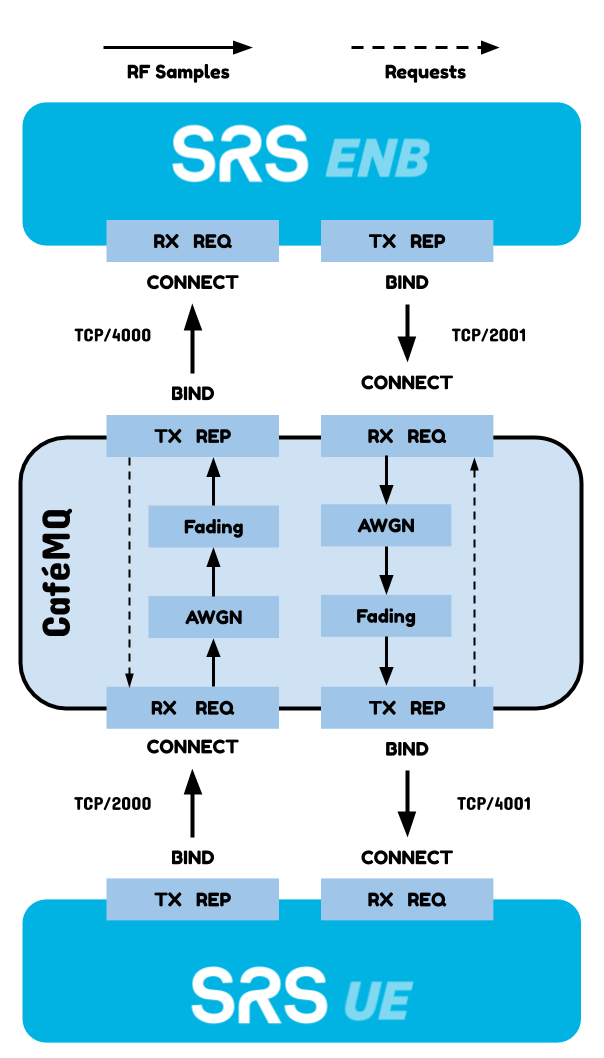 RF Samples
Requests
SRS ENB
RX REQ
TX REP
CONNECT
BIND
TCP/4000
TCP/2001
BIND
CONNECT
TX REP
RX REQ
CaféMQ
Fading
AWGN
AWGN
Fading
RX REQ
TX REP
CONNECT
BIND
TCP/2000
TCP/4001
BIND
CONNECT
TX REP
RX REQ
SRS UE